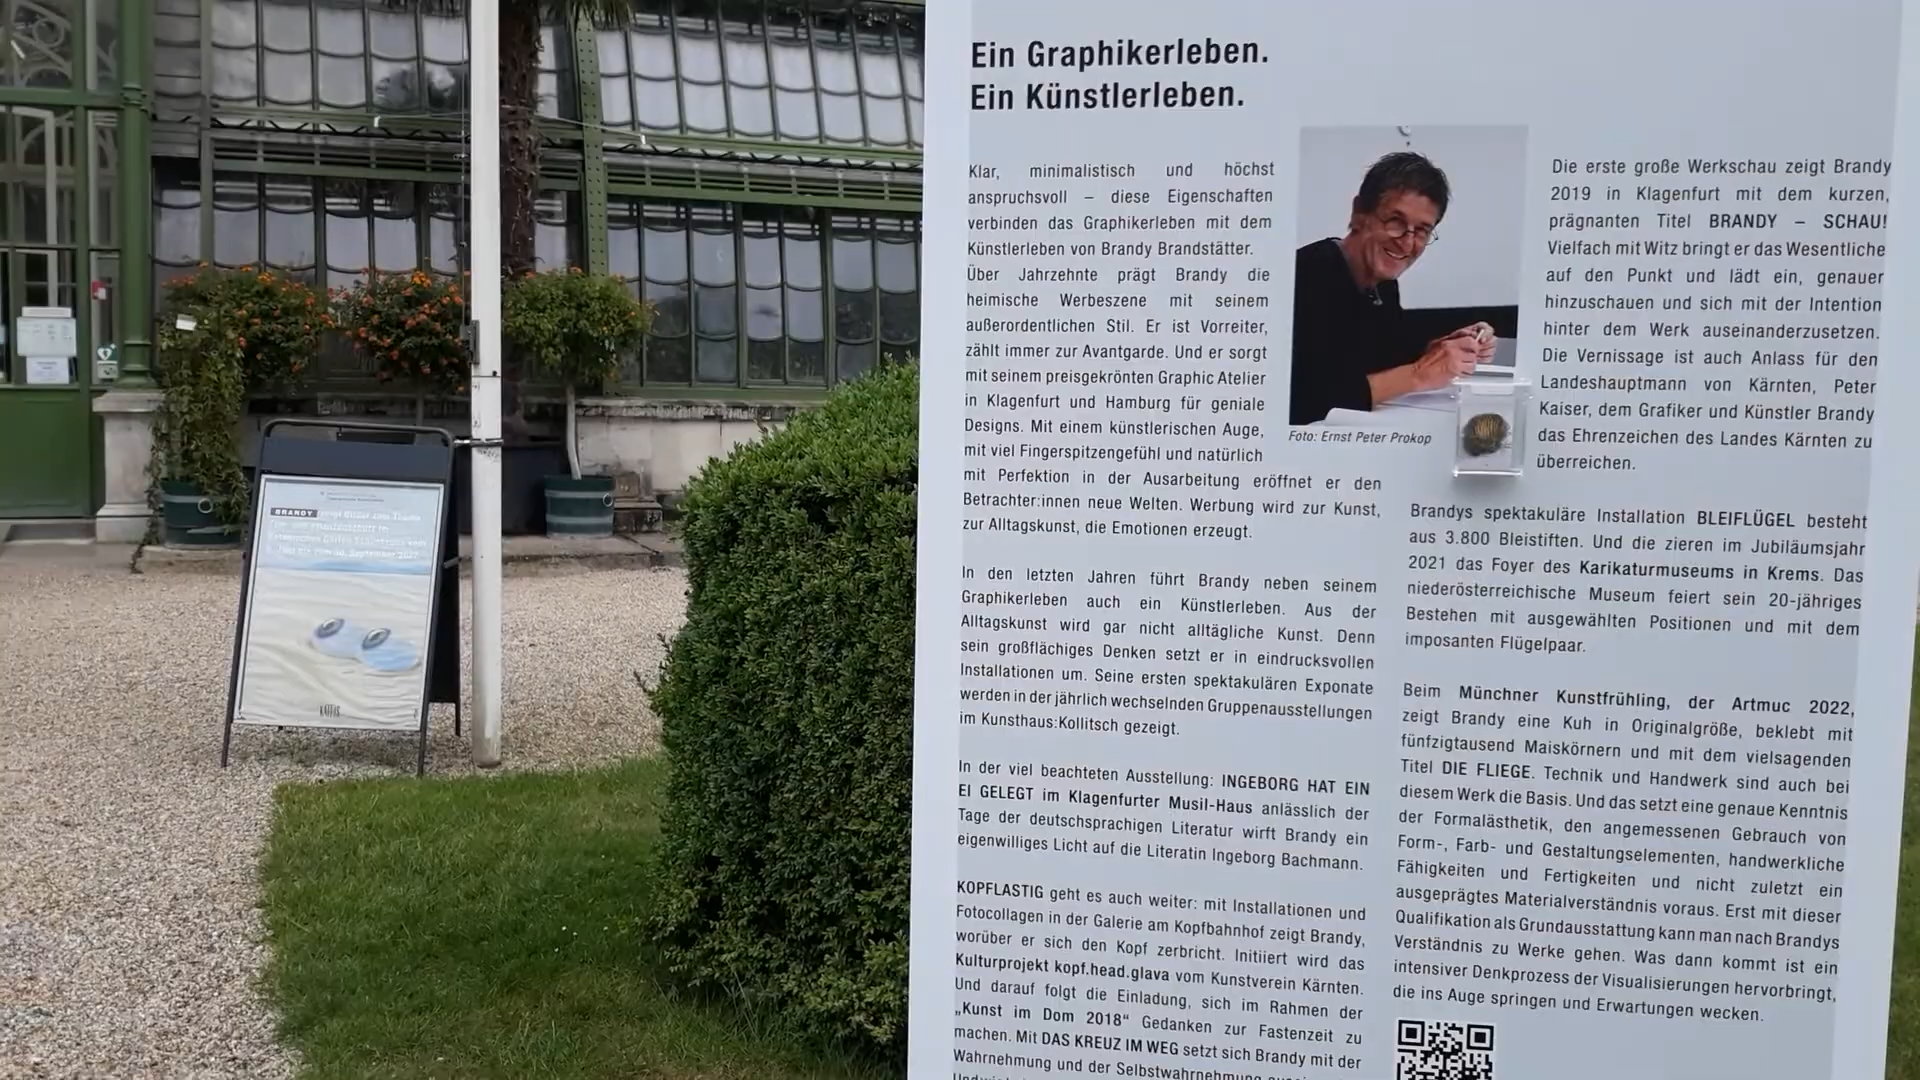 Ein Graphikerleben.
Ein Künstlerleben.
Klar, minimalistisch und höchst
anspruchsvoll – diese Eigenschaften
verbinden das Graphikerleben mit dem
Künstlerleben von Brandy Brandstätter.
Über Jahrzehnte prägt Brandy die
heimische Werbeszene mit seinem
außerordentlichen Stil. Er ist Vorreiter,
zählt immer zur Avantgarde. Und er sorgt
mit seinem preisgekrönten Graphic Atelier
in Klagenfurt und Hamburg für geniale
Designs. Mit einem künstlerischen Auge,
mit viel Fingerspitzengefühl und natürlich
mit Perfektion in der Ausarbeitung eröffnet er den
Betrachter:innen neue Welten. Werbung wird zur Kunst,
zur Alltagskunst, die Emotionen erzeugt.
In den letzten Jahren führt Brandy neben seinem
Graphikerleben auch ein Künstlerleben. Aus der
Alltagskunst wird gar nicht alltägliche Kunst. Denn
sein großflächiges Denken setzt er in eindrucksvollen
Installationen um. Seine ersten spektakulären Exponate
werden in der jährlich wechselnden Gruppenausstellungen
im Kunsthaus:Kollitsch gezeigt.
In der viel beachteten Ausstellung: INGEBORG HAT EIN
EI GELEGT im Klagenfurter Musil-Haus anlässlich der
Tage der deutschsprachigen Literatur wirft Brandy ein
eigenwilliges Licht auf die Literatin Ingeborg Bachmann.
KOPFLASTIG geht es auch weiter: mit Installationen und
Fotocollagen in der Galerie am Kopfbahnhof zeigt Brandy,
worüber er sich den Kopf zerbricht. Initiiert wird das
Kulturprojekt kopf.head.glava vom Kunstverein Kärnten.
Und darauf folgt die Einladung, sich im Rahmen der
„Kunst im Dom 2018“ Gedanken zur Fastenzeit zu
machen. Mit DAS KREUZ IM WEG setzt sich Brandy mit der
Wahrnehmung und der Selbstwahrnehmung
Foto: Ernst Peter Prokop
Die erste große Werkschau zeigt Brandy
2019 in Klagenfurt mit dem kurzen,
prägnanten Titel BRANDY – SCHAU!
Vielfach mit Witz bringt er das Wesentliche
auf den Punkt und lädt ein, genauer
hinzuschauen und sich mit der Intention
hinter dem Werk auseinanderzusetzen.
Die Vernissage ist auch Anlass für den
Landeshauptmann von Kärnten, Peter
Kaiser, dem Grafiker und Künstler Brandy
das Ehrenzeichen des Landes Kärnten zu
überreichen.
Brandys spektakuläre Installation BLEIFLÜGEL besteht
aus 3.800 Bleistiften. Und die zieren im Jubiläumsjahr
2021 das Foyer des Karikaturmuseums in Krems. Das
niederösterreichische Museum feiert sein 20-jähriges
Bestehen mit ausgewählten Positionen und mit dem
imposanten Flügelpaar.
Beim Münchner Kunstfrühling, der Artmuc 2022,
zeigt Brandy eine Kuh in Originalgröße, beklebt mit
fünfzigtausend Maiskörnern und mit dem vielsagenden
Titel DIE FLIEGE. Technik und Handwerk sind auch bei
diesem Werk die Basis. Und das setzt eine genaue Kenntnis
der Formalästhetik, den angemessenen Gebrauch von
Form-, Farb- und Gestaltungselementen, handwerkliche
Fähigkeiten und Fertigkeiten und nicht zuletzt ein
ausgeprägtes Materialverständnis voraus. Erst mit dieser
Qualifikation als Grundausstattung kann man nach Brandys
Verständnis zu Werke gehen. Was dann kommt ist ein
intensiver Denkprozess der Visualisierungen hervorbringt,
die ins Auge springen und Erwartungen wecken.
BRANDY